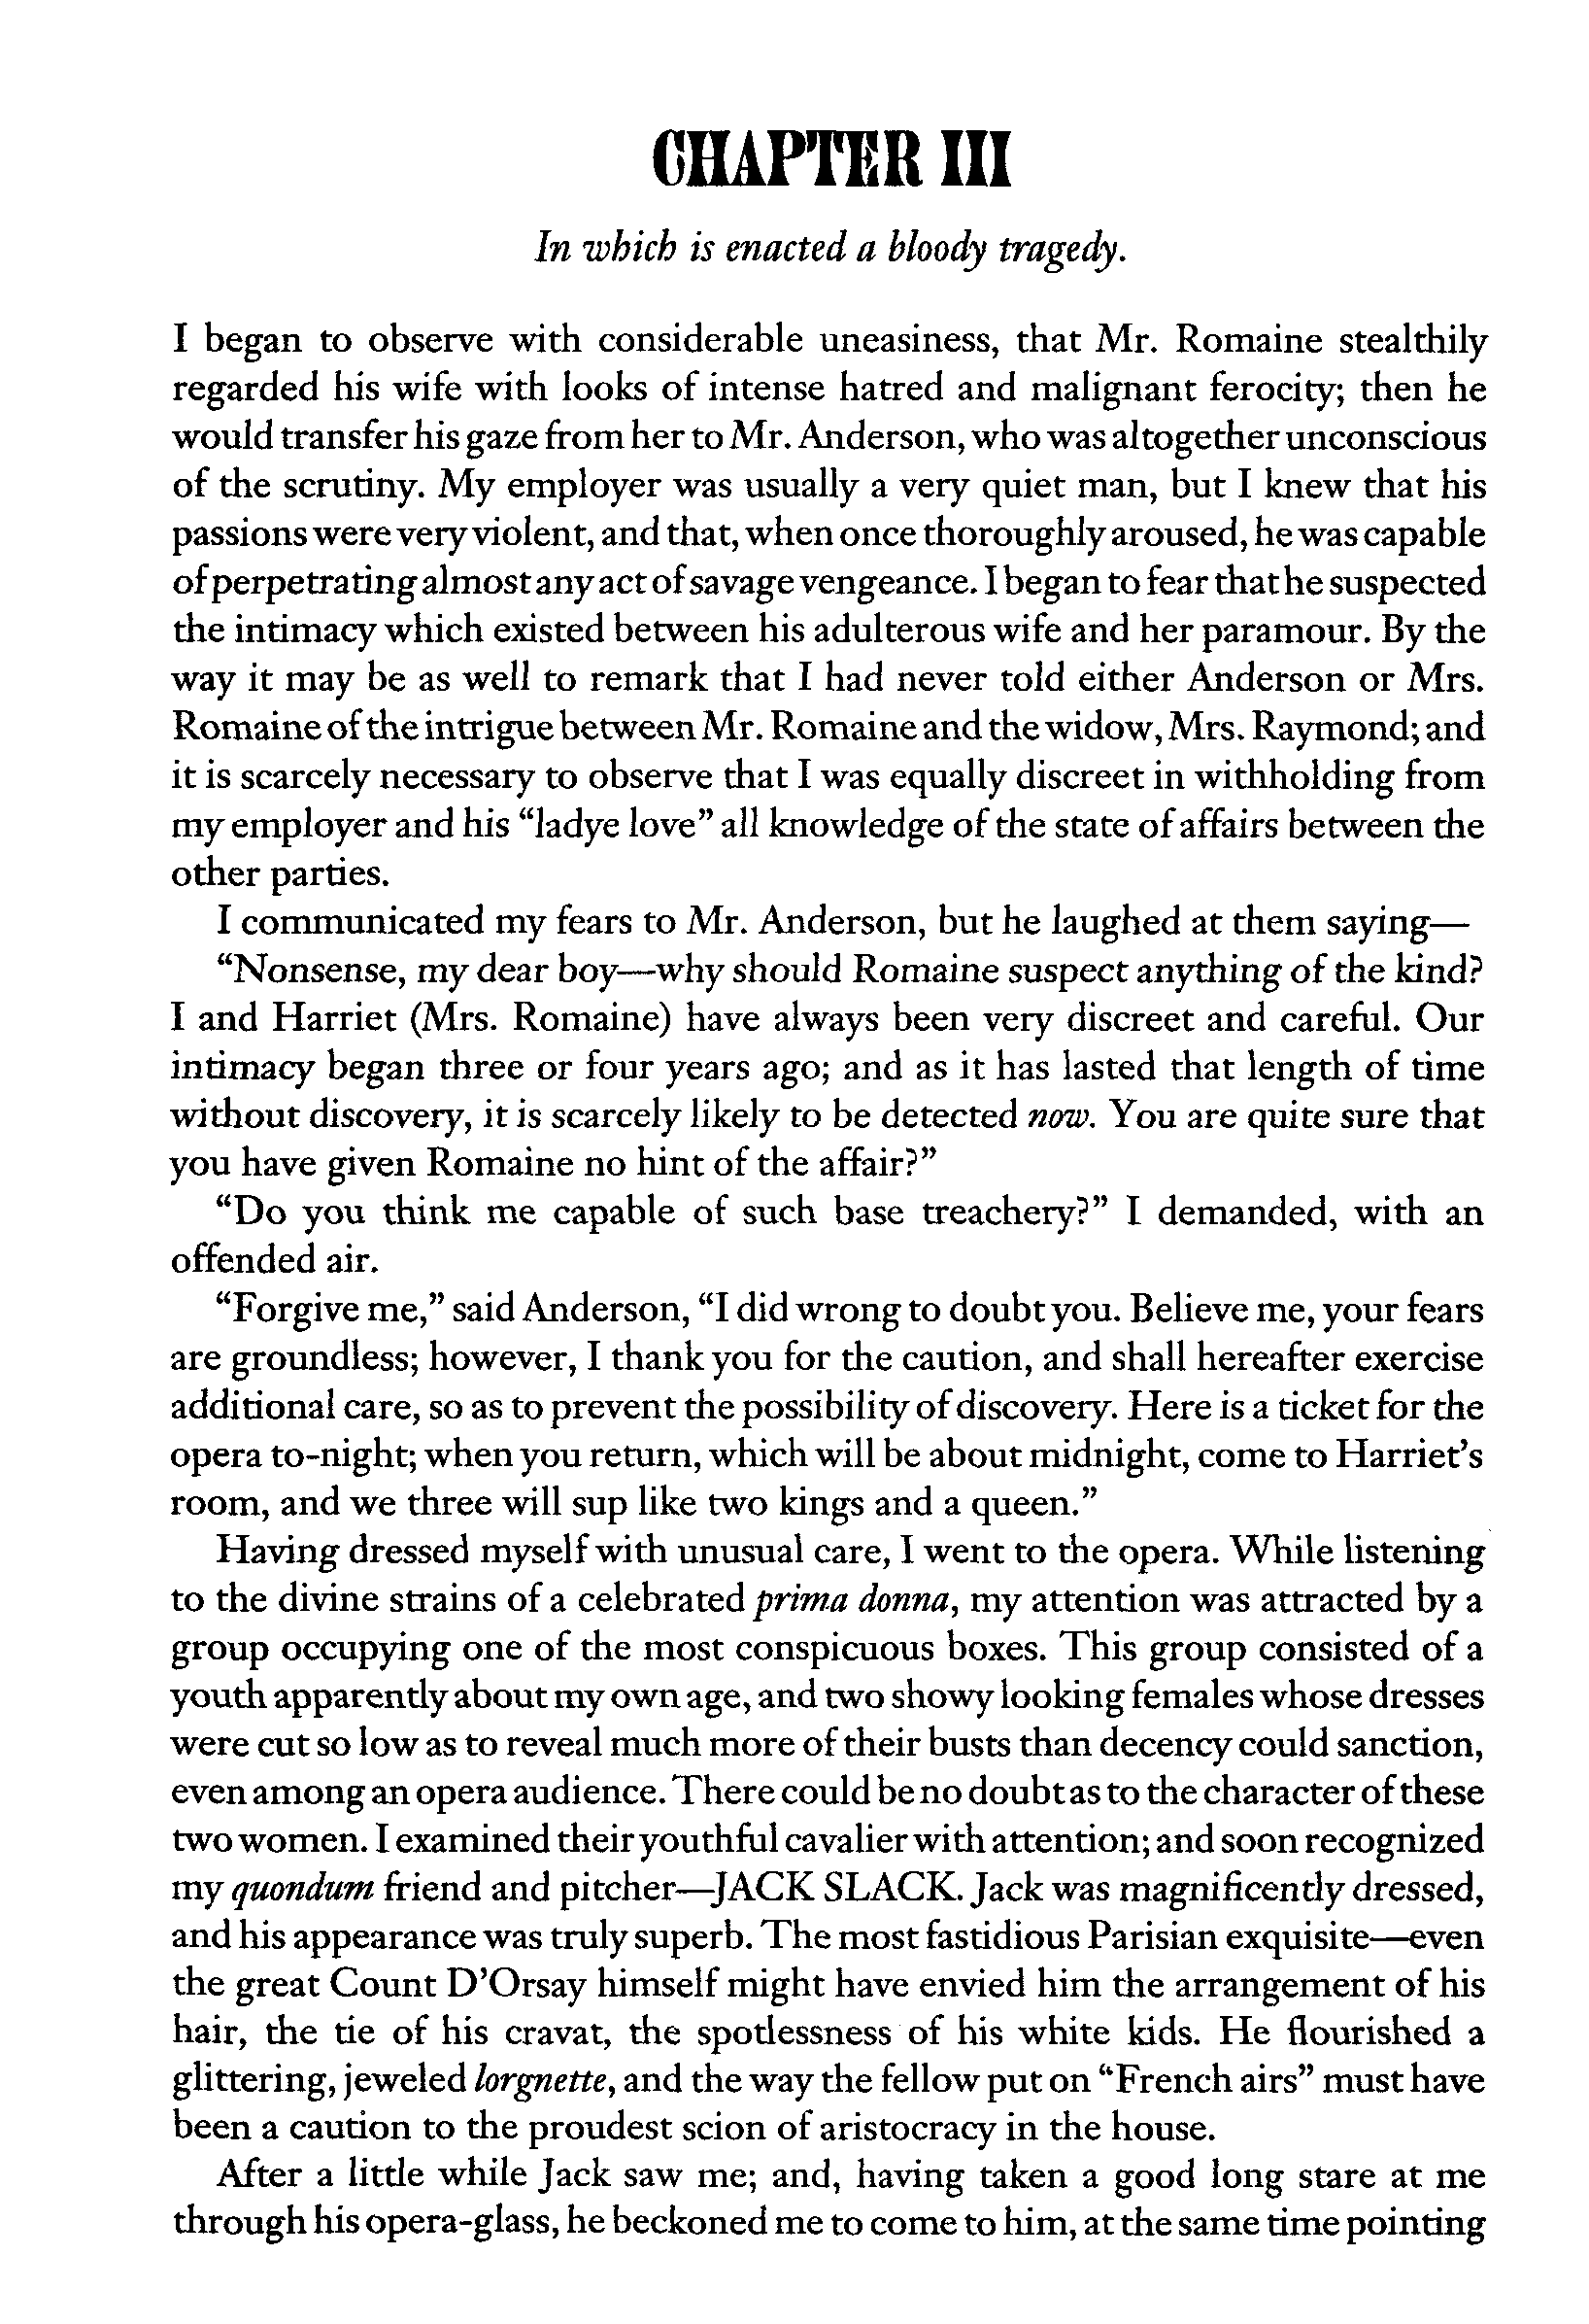 CHAPTER III
In which is enacted a bloody tragedy.
I began to observe with considerable uneasiness, that Mr. Romaine stealthily
regarded his wife with looks of intense hatred and malignant ferocity; then he
would transfer his gaze from her to Mr. Anderson, who was altogether unconscious
of the scrutiny. My employer was usually a very quiet man, but I knew that his
passions were very violent, and that, when once thoroughly aroused, he was capable
of perpetrating almost any act of savage vengeance. I began to fear that he suspected
the intimacy which existed between his adulterous wife and her paramour. By the
way it may be as well to remark that I had never told either Anderson or Mrs.
Romaine of the intrigue between Mr. Romaine and the widow, Mrs. Raymond; and
it is scarcely necessary to observe that I was equally discreet in withholding from
my employer and his “ladye love” all knowledge of the state of affairs between the
other parties.
I communicated my fears to Mr. Anderson, but he laughed at them saying—
“Nonsense, my dear boy—why should Romaine suspect anything of the kind?
I and Harriet (Mrs. Romaine) have always been very discreet and careful. Our
intimacy began three or four years ago; and as it has lasted that length of time
without discovery, it is scarcely likely to be detected now. You are quite sure that
you have given Romaine no hint of the affair?”
“Do you think me capable of such base treachery?” I demanded, with an
offended air.
“Forgive me,” said Anderson, “I did wrong to doubt you. Believe me, your fears
are groundless; however, I thank you for the caution, and shall hereafter exercise
additional care, so as to prevent the possibility of discovery. Here is a ticket for the
opera to-night; when you return, which will be about midnight, come to Harriet’s
room, and we three will sup like two kings and a queen.”
Having dressed myself with unusual care, I went to the opera. While listening
to the divine strains of a celebrated prima donna, my attention was attracted by a
group occupying one of the most conspicuous boxes. This group consisted of a
youth apparently about my own age, and two showy looking females whose dresses
were cut so low as to reveal much more of their busts than decency could sanction,
even among an opera audience. There could be no doubt as to the character of these
two women. I examined their youthful cavalier with attention; and soon recognized
my quondum friend and pitcher—JACK SLACK. Jack was magnificently dressed,
and his appearance was truly superb. The most fastidious Parisian exquisite—even
the great Count D’Orsay himself might have envied him the arrangement of his
hair, the tie of his cravat, the spotlessness of his white kids. He flourished a
glittering, jeweled lorgnette, and the way the fellow put on “French airs” must have
been a caution to the proudest scion of aristocracy in the house.
After a little while Jack saw me; and, having taken a good long stare at me
through his opera-glass, he beckoned me to come to him, at the same time pointing